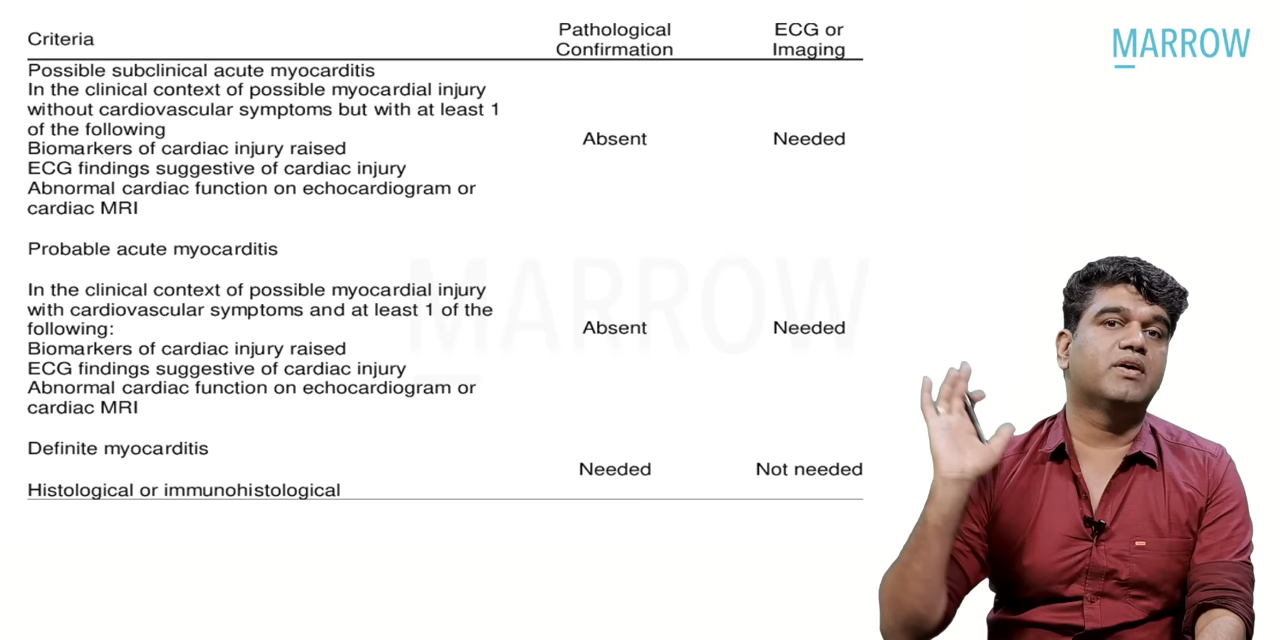 Criteria
Pathological
Confirmation
ECG or
Imaging
MARROW
Possible subclinical acute myocarditis
In the clinical context of possible myocardial injury
without cardiovascular symptoms but with at least 1
of the following
Biomarkers of cardiac injury raised
ECG findings suggestive of cardiac injury
Abnormal cardiac function on echocardiogram or
cardiac MRI
Absent
Needed
Probable acute myocarditis
In the clinical context of possible myocardial injury
with cardiovascular symptoms and at least 1 of the
following:
Biomarkers of cardiac injury raised
ECG findings suggestive of cardiac injury
Abnormal cardiac function on echocardiogram or
cardiac MRI
Absent
Needed
MARROW
Definite myocarditis
Histological or immunohistological
Needed
Not needed